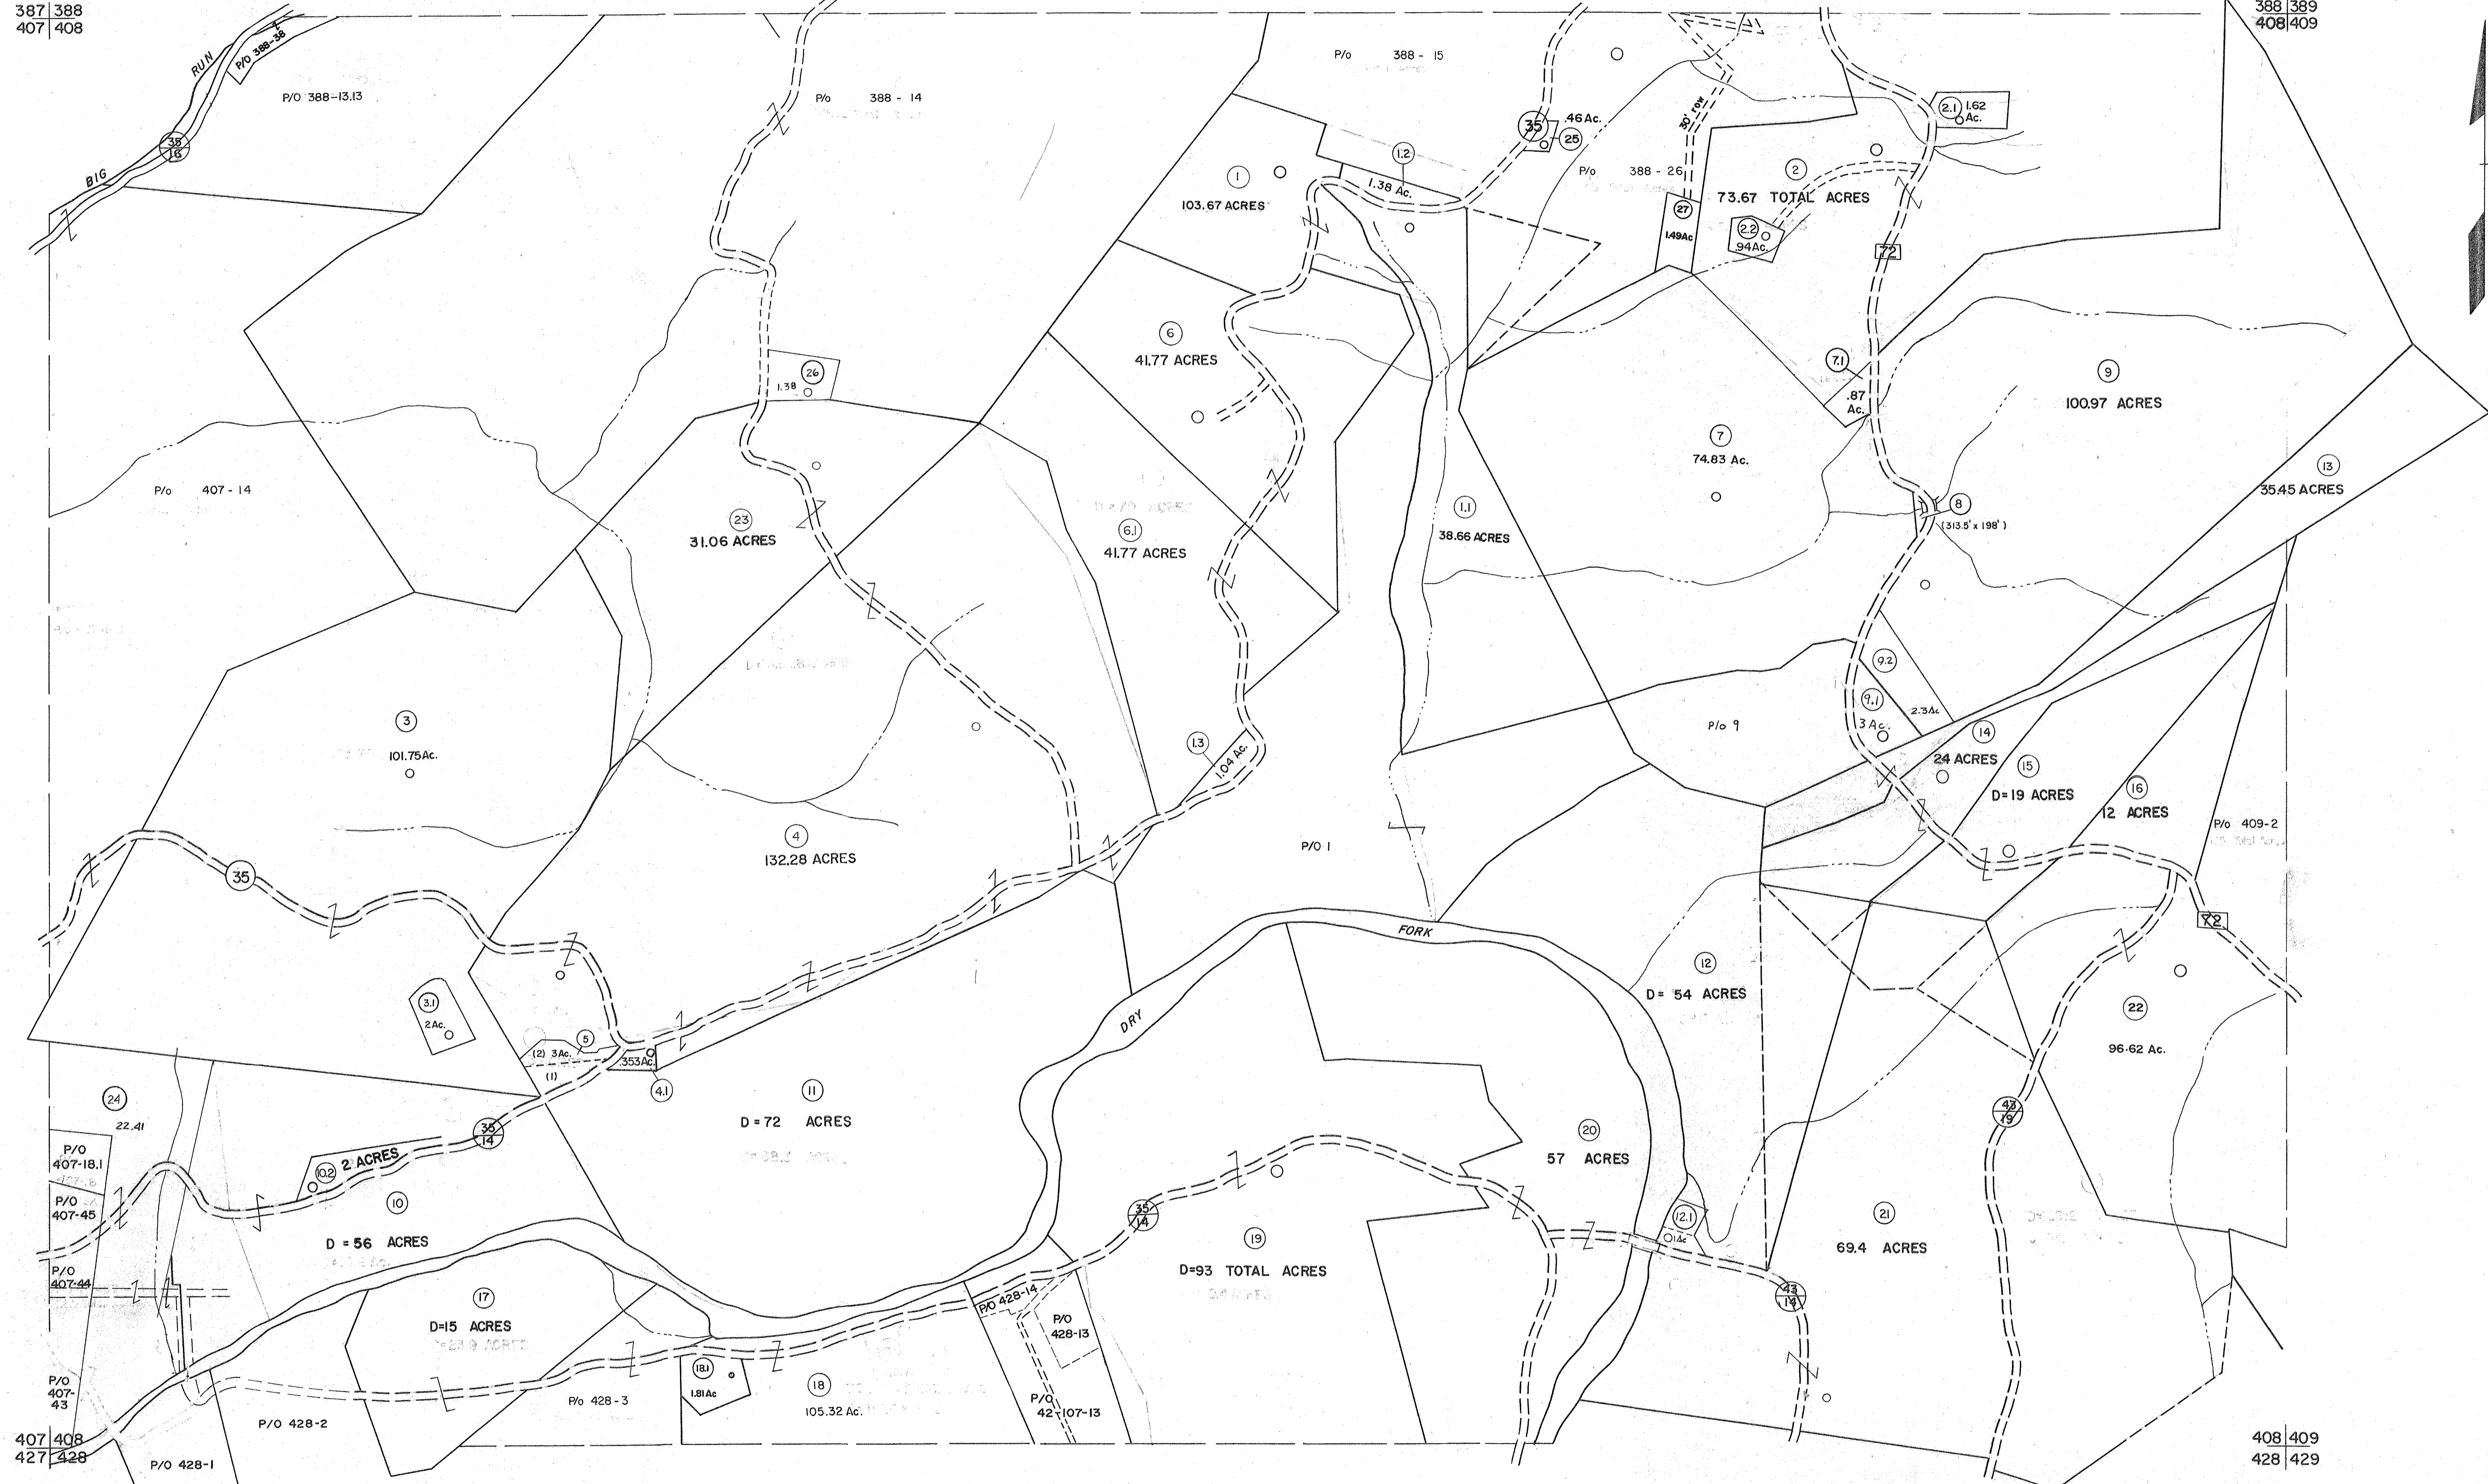 387 388
407 408
388 389
408 409
RUN
BIG
P/O 388-38
P/O 388-13.13
35
16
P/o 388 - 14
P/o 388 - 15
35
.46 Ac.
25
30' row
P/o 388 - 26
27
1.49Ac
2.1
1.62
Ac.
2
73.67 TOTAL ACRES
2.2
.94Ac.
72
1
103.67 ACRES
1.2
1.38 Ac.
6
41.77 ACRES
26
1.38
7.1
.87
Ac.
9
100.97 ACRES
7
74.83 Ac.
13
35.45 ACRES
P/o 407 - 14
23
31.06 ACRES
6.1
41.77 ACRES
1.1
38.66 ACRES
8
(313.5' x 198')
9.2
2.3Ac
9.1
3 Ac.
P/o 9
3
101.75Ac.
1.3
1.04 Ac.
14
24 ACRES
15
D=19 ACRES
16
12 ACRES
P/o 409-2
4
132.28 ACRES
P/O 1
35
FORK
DRY
72
12
D= 54 ACRES
22
96.62 Ac.
3.1
2Ac.
5
(2) 3Ac.
(1)
.353Ac.
4.1
11
D = 72 ACRES
24
22.41
P/O
407-18.1
P/O
407-45
P/O
407-44
P/O
407-
43
35
14
10.2
2 ACRES
10
D = 56 ACRES
20
57 ACRES
43
19
35
14
19
D=93 TOTAL ACRES
12.1
1Ac
21
69.4 ACRES
43
14
17
D=15 ACRES
P/O 428-14
P/O
428-13
P/O
42-107-13
18.1
1.81Ac
18
105.32 Ac.
P/o 428-3
P/O 428-2
P/O 428-1
407 408
427 428
408 409
428 429